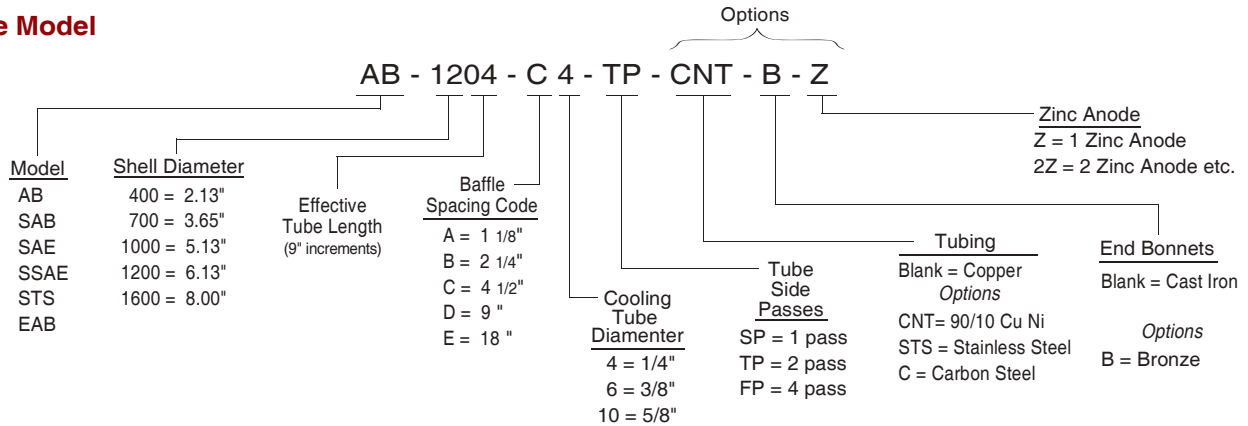 e Model
Options
AB - 1204 - C 4 - TP - CNT - B - Z
Model
AB
SAB
SAE
SSAE
STS
EAB
Shell Diameter
400 = 2.13"
700 = 3.65"
1000 = 5.13"
1200 = 6.13"
1600 = 8.00"
Effective
Tube Length
(9" increments)
Baffle
Spacing Code
A = 1 1/8"
B = 2 1/4"
C = 4 1/2"
D = 9 "
E = 18 "
Cooling
Tube
Diamenter
4 = 1/4"
6 = 3/8"
10 = 5/8"
Tube
Side
Passes
SP = 1 pass
TP = 2 pass
FP = 4 pass
Tubing
Blank = Copper
Options
CNT= 90/10 Cu Ni
STS = Stainless Steel
C = Carbon Steel
End Bonnets
Blank = Cast Iron
Options
B = Bronze
Zinc Anode
Z = 1 Zinc Anode
2Z = 2 Zinc Anode etc.